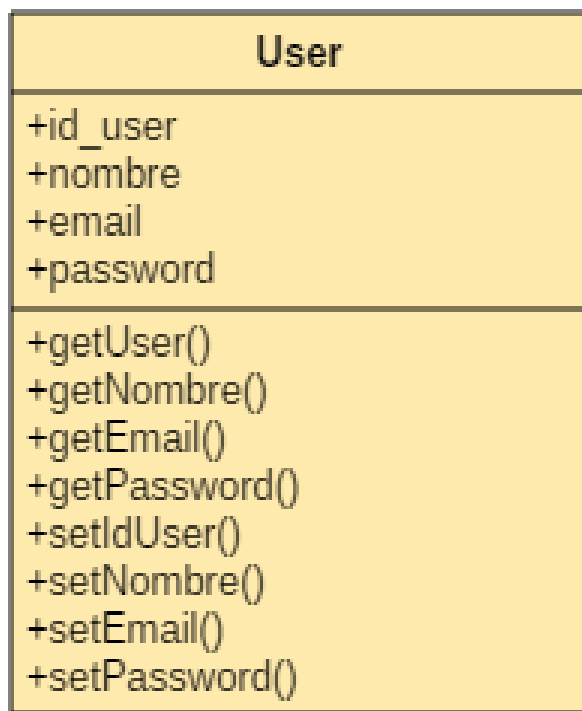 User
+id_user
+nombre
+email
+password
+getUser()
+getNombre()
+getEmail()
+getPassword()
+setIdUser()
+setNombre()
+setEmail()
+setPassword()